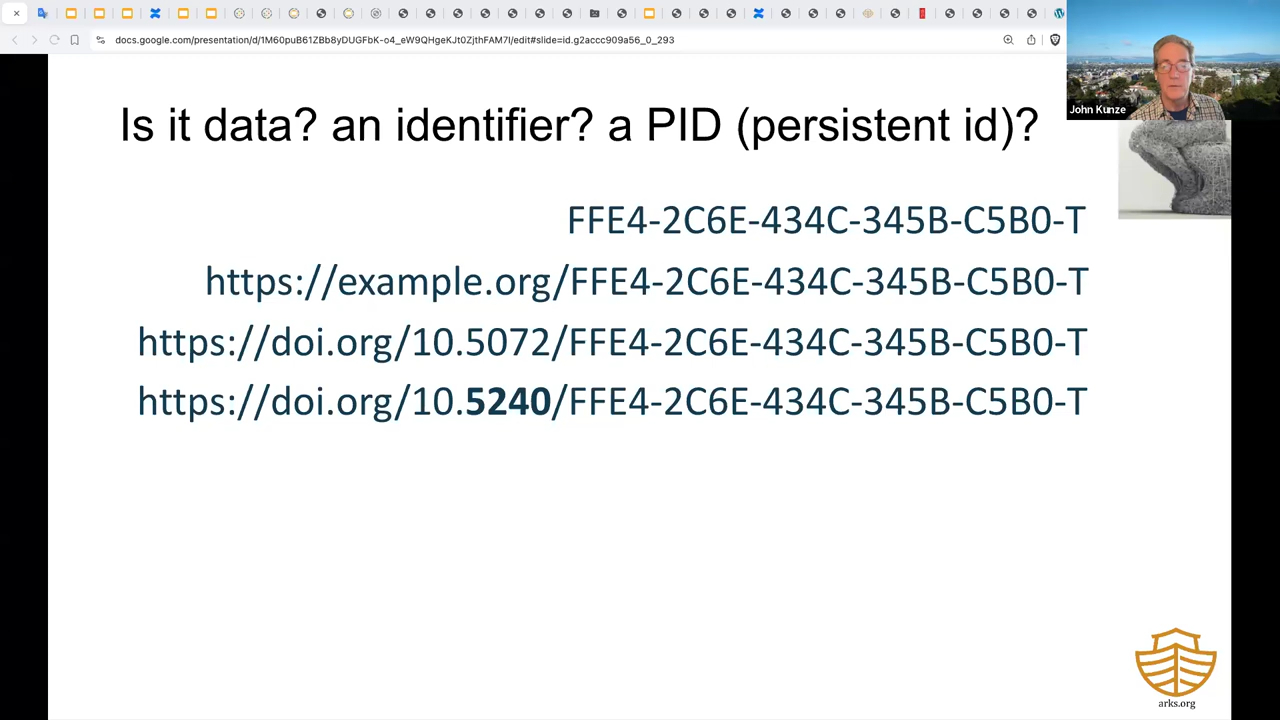 docs.google.com/presentation/d/1M60puB61ZBb8yDUGFbK-o4_eW9QHgeKJt0ZjthFAM7I/edit#slide=id.g2accc909a56_0_293
John Kunze
Is it data? an identifier? a PID (persistent id)?
FFE4-2C6E-434C-345B-C5B0-T
https://example.org/FFE4-2C6E-434C-345B-C5B0-T
https://doi.org/10.5072/FFE4-2C6E-434C-345B-C5B0-T
https://doi.org/10.5240/FFE4-2C6E-434C-345B-C5B0-T
arks.org